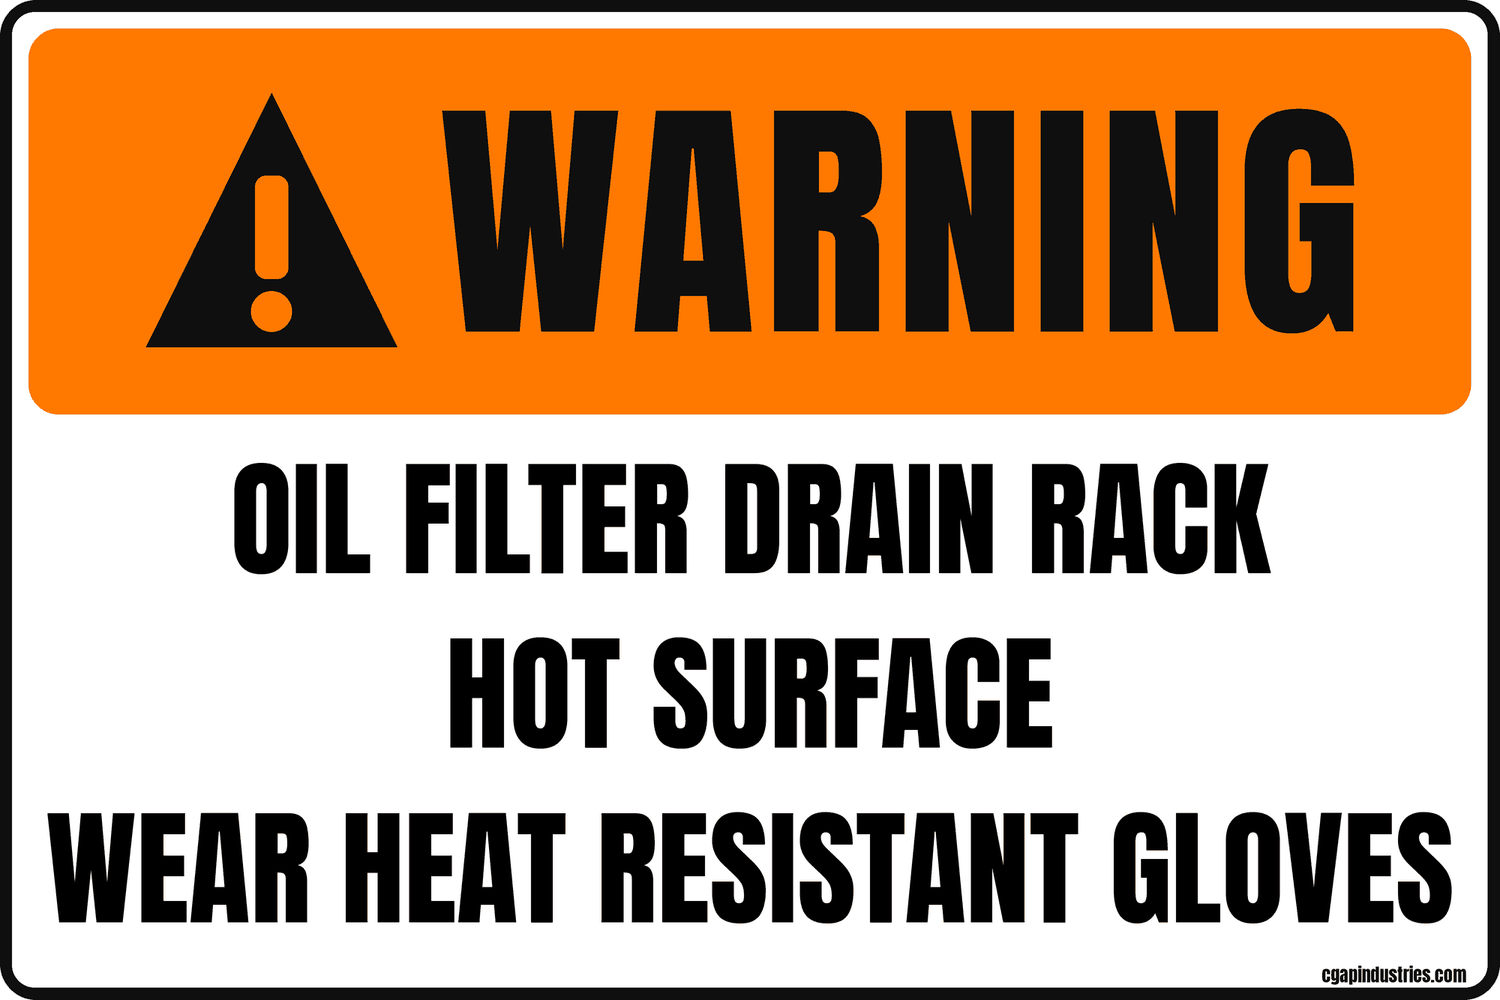 WARNING
OIL FILTER DRAIN RACK
HOT SURFACE
WEAR HEAT RESISTANT GLOVES
cgapindustries.com